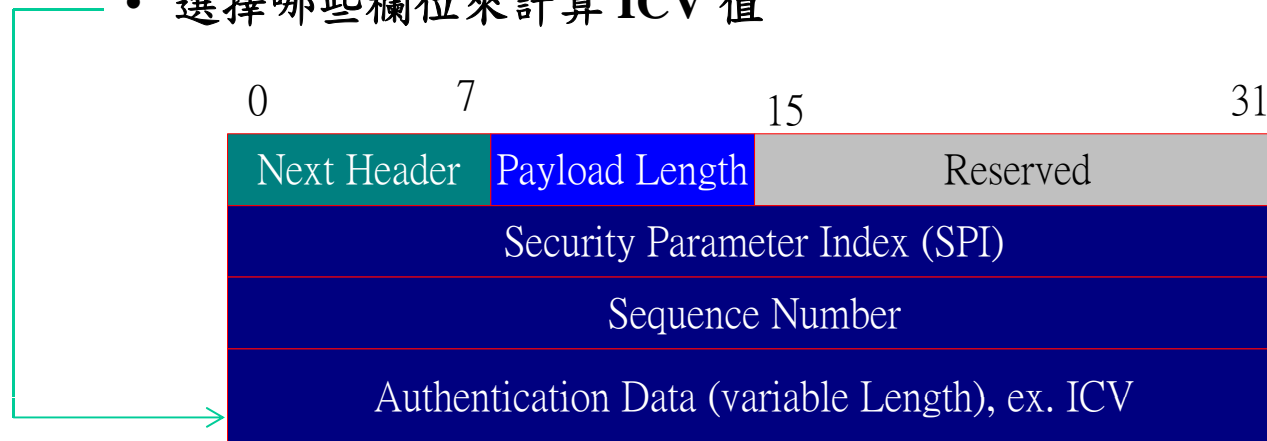 • 選擇哪些欄位來計算 ICV 值
0 7 15 31
Next Header Payload Length Reserved
Security Parameter Index (SPI)
Sequence Number
Authentication Data (variable Length), ex. ICV